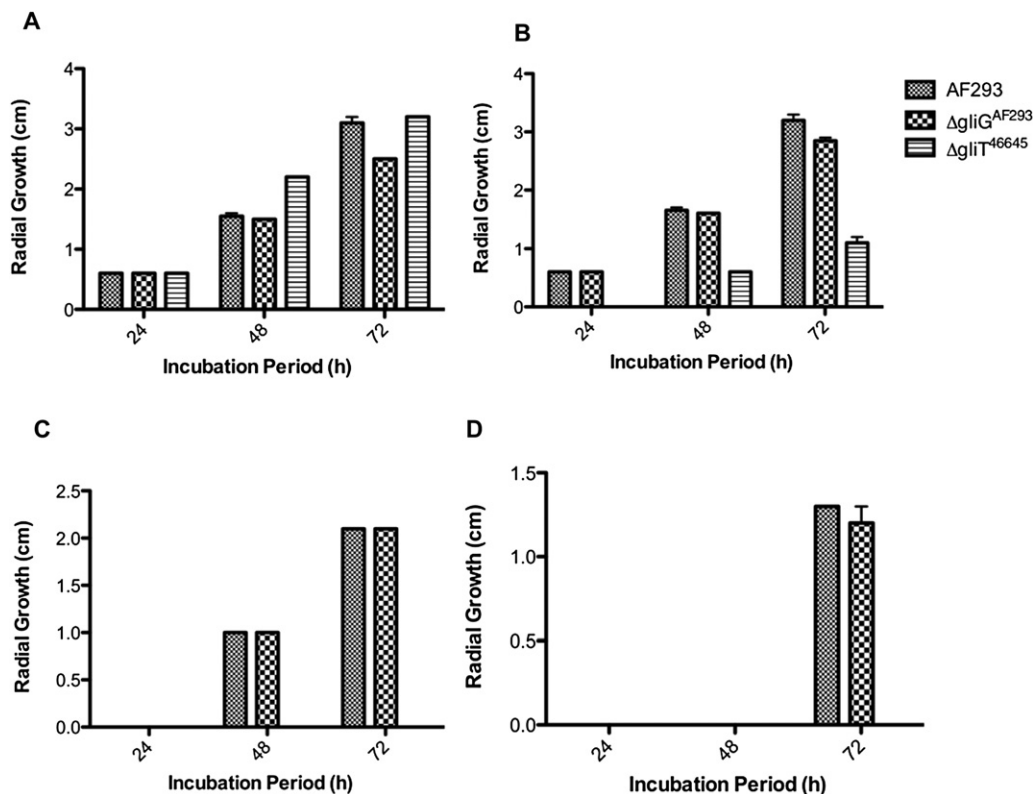 A
Radial Growth (cm)
4
3
2
1
0
24
48
72
Incubation Period (h)
B
Radial Growth (cm)
4
3
2
1
0
24
48
72
Incubation Period (h)
AF293
ΔgliG^AF293
ΔgliT^46645
C
Radial Growth (cm)
2.5
2.0
1.5
1.0
0.5
0.0
24
48
72
Incubation Period (h)
D
Radial Growth (cm)
1.5
1.0
0.5
0.0
24
48
72
Incubation Period (h)